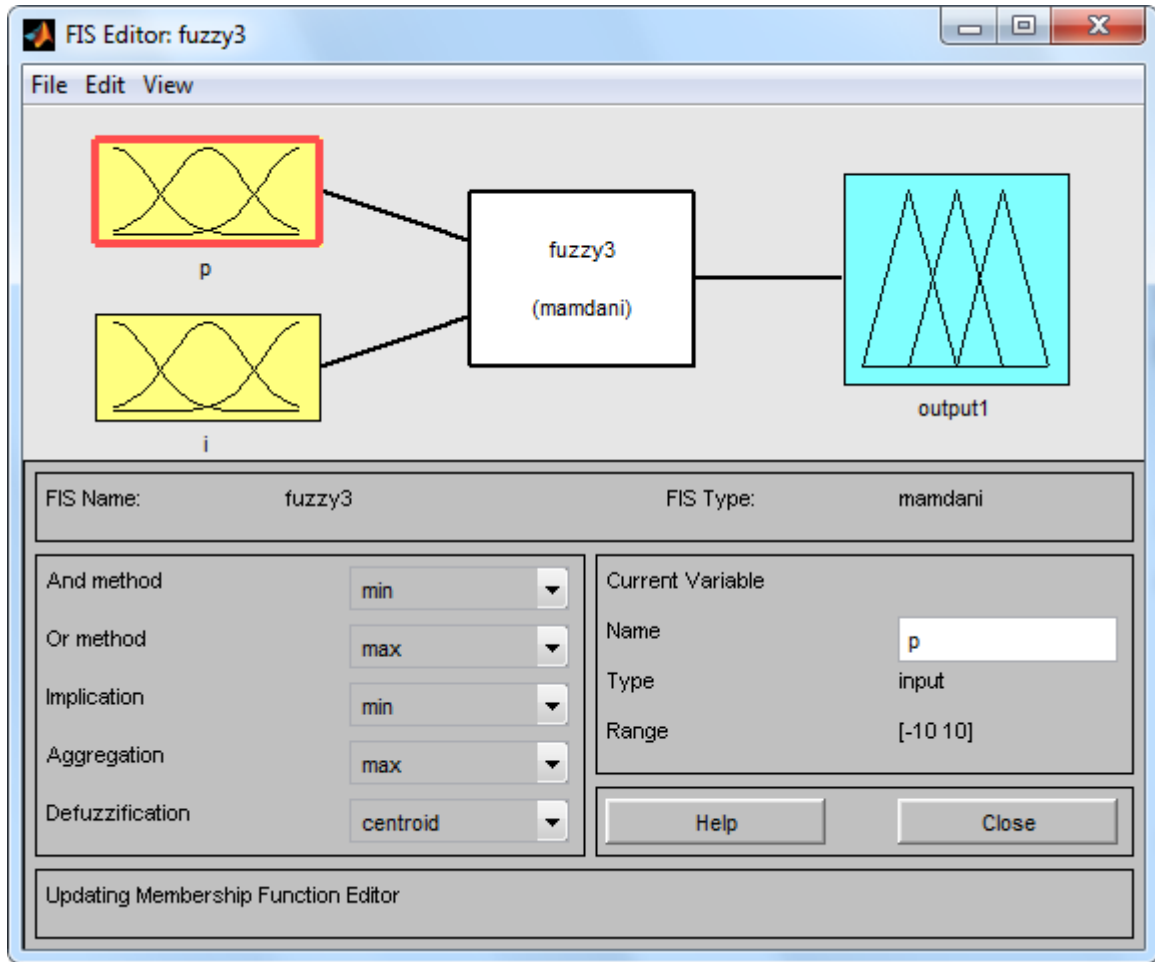 FIS Editor: fuzzy3
File Edit View
p
i
fuzzy3
(mamdani)
output1
FIS Name: fuzzy3 FIS Type: mamdani
And method min
Or method max
Implication min
Aggregation max
Defuzzification centroid
Current Variable
Name p
Type input
Range [-10 10]
Help Close
Updating Membership Function Editor